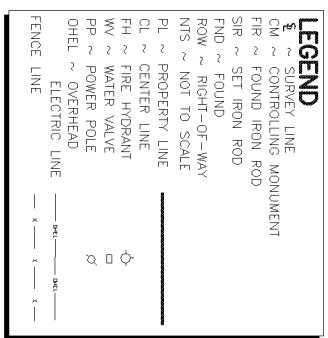 LEGEND
℄ ~ SURVEY LINE
CM ~ CONTROLLING MONUMENT
FIR ~ FOUND IRON ROD
SIR ~ SET IRON ROD
FND ~ FOUND
ROW ~ RIGHT-OF-WAY
NTS ~ NOT TO SCALE
PL ~ PROPERTY LINE
CL ~ CENTER LINE
FH ~ FIRE HYDRANT
WV ~ WATER VALVE
PP ~ POWER POLE
OHEL ~ OVERHEAD
ELECTRIC LINE OHEL OHEL
FENCE LINE x x x